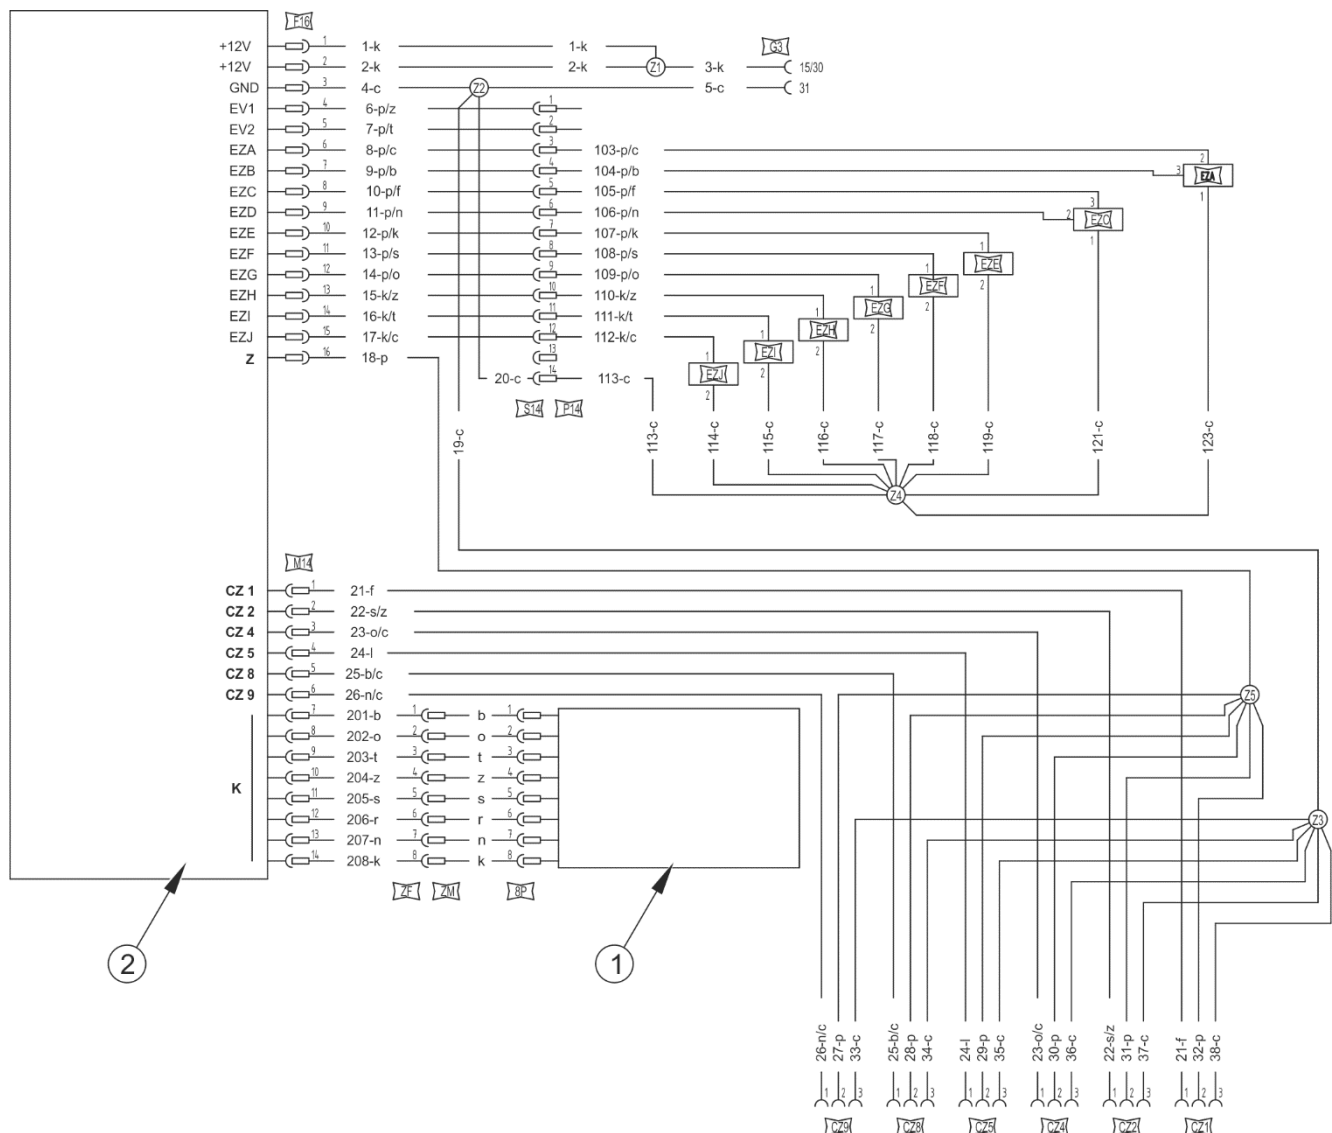 F16
+12V 1 1-k 1-k G3
+12V 2 2-k 2-k Z1 3-k 15/30
GND 3 4-c Z2 5-c 31
EV1 4 6-p/z 1
EV2 5 7-p/t 2
EZA 6 8-p/c 3 103-p/c 2
EZB 7 9-p/b 4 104-p/b 3 EZA
EZC 8 10-p/f 5 105-p/f 3 1
EZD 9 11-p/n 6 106-p/n 2 EZC
EZE 10 12-p/k 7 107-p/k 1 1
EZF 11 13-p/s 8 108-p/s 1 EZE
EZG 12 14-p/o 9 109-p/o 1 EZF 2
EZH 13 15-k/z 10 110-k/z 1 EZG 2
EZI 14 16-k/t 11 111-k/t 1 EZH 2
EZJ 15 17-k/c 12 112-k/c 1 EZI 2
Z 16 18-p 13 EZJ 2
20-c 14 113-c 2
S14 P14
19-c 113-c 114-c 115-c 116-c 117-c 118-c 119-c 121-c 123-c
Z4
M14
CZ 1 1 21-f
CZ 2 2 22-s/z
CZ 4 3 23-o/c
CZ 5 4 24-l
CZ 8 5 25-b/c
CZ 9 6 26-n/c Z5
7 201-b 1 b 1
8 202-o 2 o 2
9 203-t 3 t 3
K 10 204-z 4 z 4
11 205-s 5 s 5
12 206-r 6 r 6 Z3
13 207-n 7 n 7
14 208-k 8 k 8
ZF ZM 8P
2 1
26-n/c 27-p 33-c 25-b/c 28-p 34-c 24-l 29-p 35-c 23-o/c 30-p 36-c 22-s/z 31-p 37-c 21-f 32-p 38-c
1 2 3 1 2 3 1 2 3 1 2 3 1 2 3 1 2 3
CZ9 CZ8 CZ5 CZ4 CZ2 CZ1